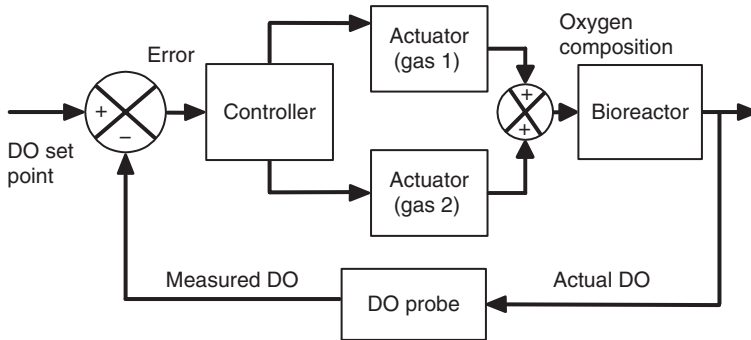 Error
Controller
Actuator
(gas 1)
Oxygen
composition
+
+
Bioreactor
+
−
DO set
point
Actuator
(gas 2)
Measured DO
DO probe
Actual DO